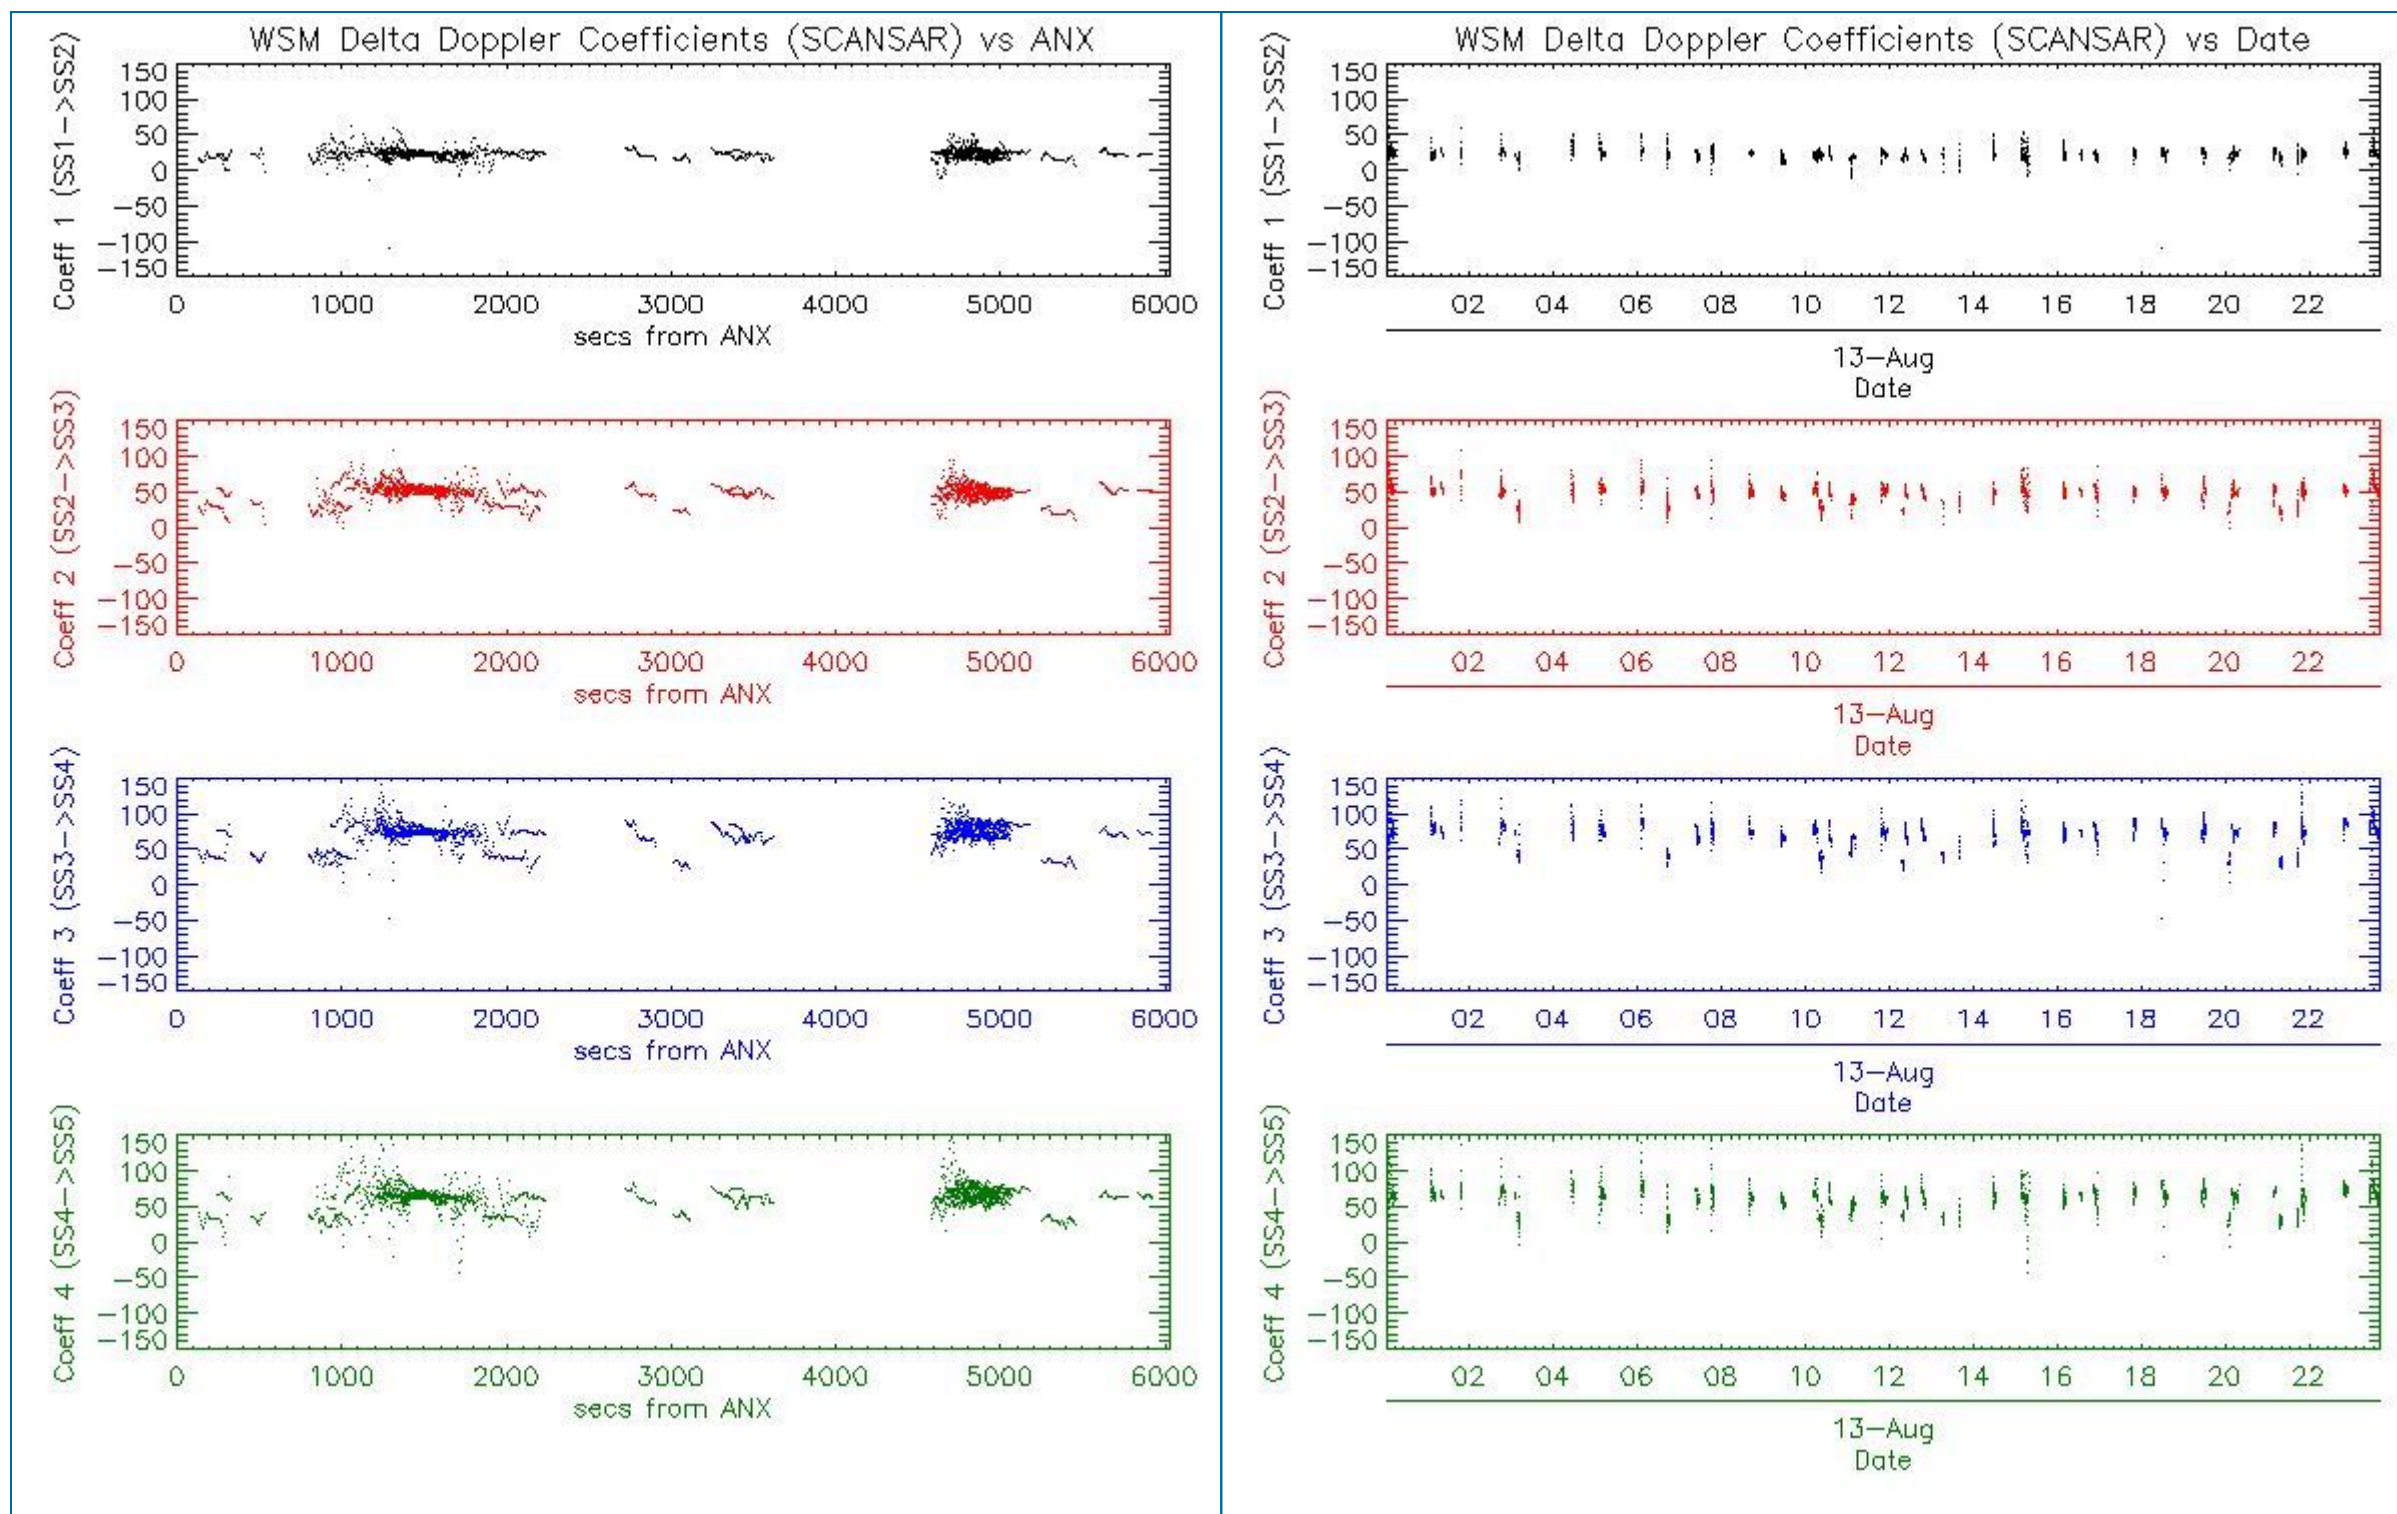 WSM Delta Doppler Coefficients (SCANSAR) vs ANX
Coeff 1 (SS1->SS2)
150
100
50
0
-50
-100
-150
0 1000 2000 3000 4000 5000 6000
secs from ANX
Coeff 2 (SS2->SS3)
150
100
50
0
-50
-100
-150
0 1000 2000 3000 4000 5000 6000
secs from ANX
Coeff 3 (SS3->SS4)
150
100
50
0
-50
-100
-150
0 1000 2000 3000 4000 5000 6000
secs from ANX
Coeff 4 (SS4->SS5)
150
100
50
0
-50
-100
-150
0 1000 2000 3000 4000 5000 6000
secs from ANX
WSM Delta Doppler Coefficients (SCANSAR) vs Date
Coeff 1 (SS1->SS2)
150
100
50
0
-50
-100
-150
02 04 06 08 10 12 14 16 18 20 22
13-Aug
Date
Coeff 2 (SS2->SS3)
150
100
50
0
-50
-100
-150
02 04 06 08 10 12 14 16 18 20 22
13-Aug
Date
Coeff 3 (SS3->SS4)
150
100
50
0
-50
-100
-150
02 04 06 08 10 12 14 16 18 20 22
13-Aug
Date
Coeff 4 (SS4->SS5)
150
100
50
0
-50
-100
-150
02 04 06 08 10 12 14 16 18 20 22
13-Aug
Date